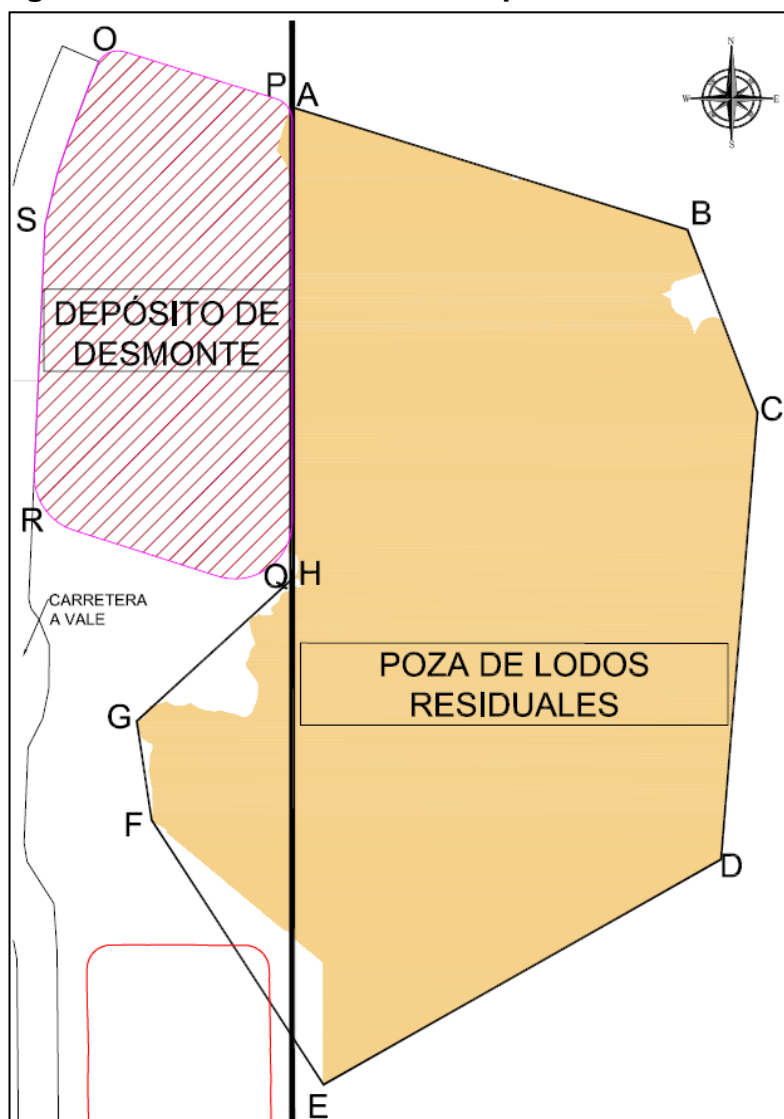 O
P
A
N
W
E
S
B
S
DEPÓSITO DE
DESMONTE
C
R
Q
H
CARRETERA
A VALE
POZA DE LODOS
RESIDUALES
G
F
D
E